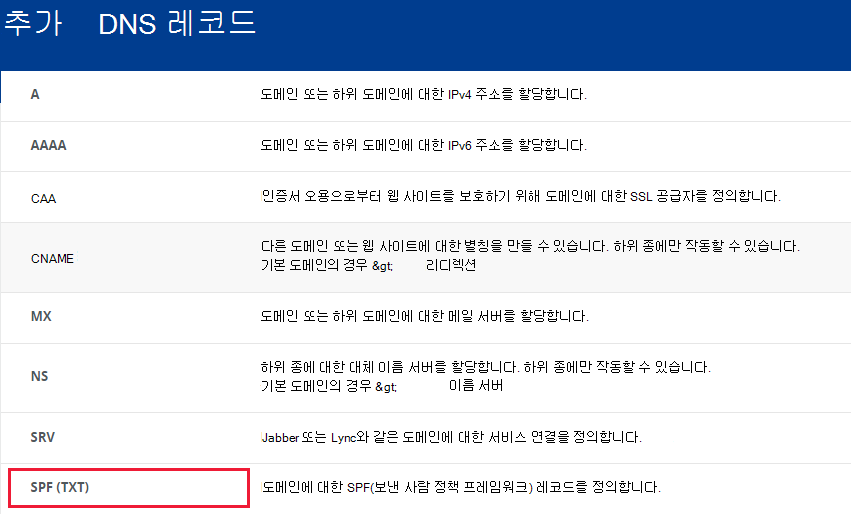 추가 DNS 레코드
A 도메인 또는 하위 도메인에 대한 IPv4 주소를 할당합니다.
AAAA 도메인 또는 하위 도메인에 대한 IPv6 주소를 할당합니다.
CAA 인증서 오용으로부터 웹 사이트를 보호하기 위해 도메인에 대한 SSL 공급자를 정의합니다.
CNAME 다른 도메인 또는 웹 사이트에 대한 별칭을 만들 수 있습니다. 하위 종에만 작동할 수 있습니다.
기본 도메인의 경우 &gt; 리디렉션
MX 도메인 또는 하위 도메인에 대한 메일 서버를 할당합니다.
NS 하위 종에 대한 대체 이름 서버를 할당합니다. 하위 종에만 작동할 수 있습니다.
기본 도메인의 경우 &gt; 이름 서버
SRV Jabber 또는 Lync와 같은 도메인에 대한 서비스 연결을 정의합니다.
SPF (TXT) 도메인에 대한 SPF(보낸 사람 정책 프레임워크) 레코드를 정의합니다.